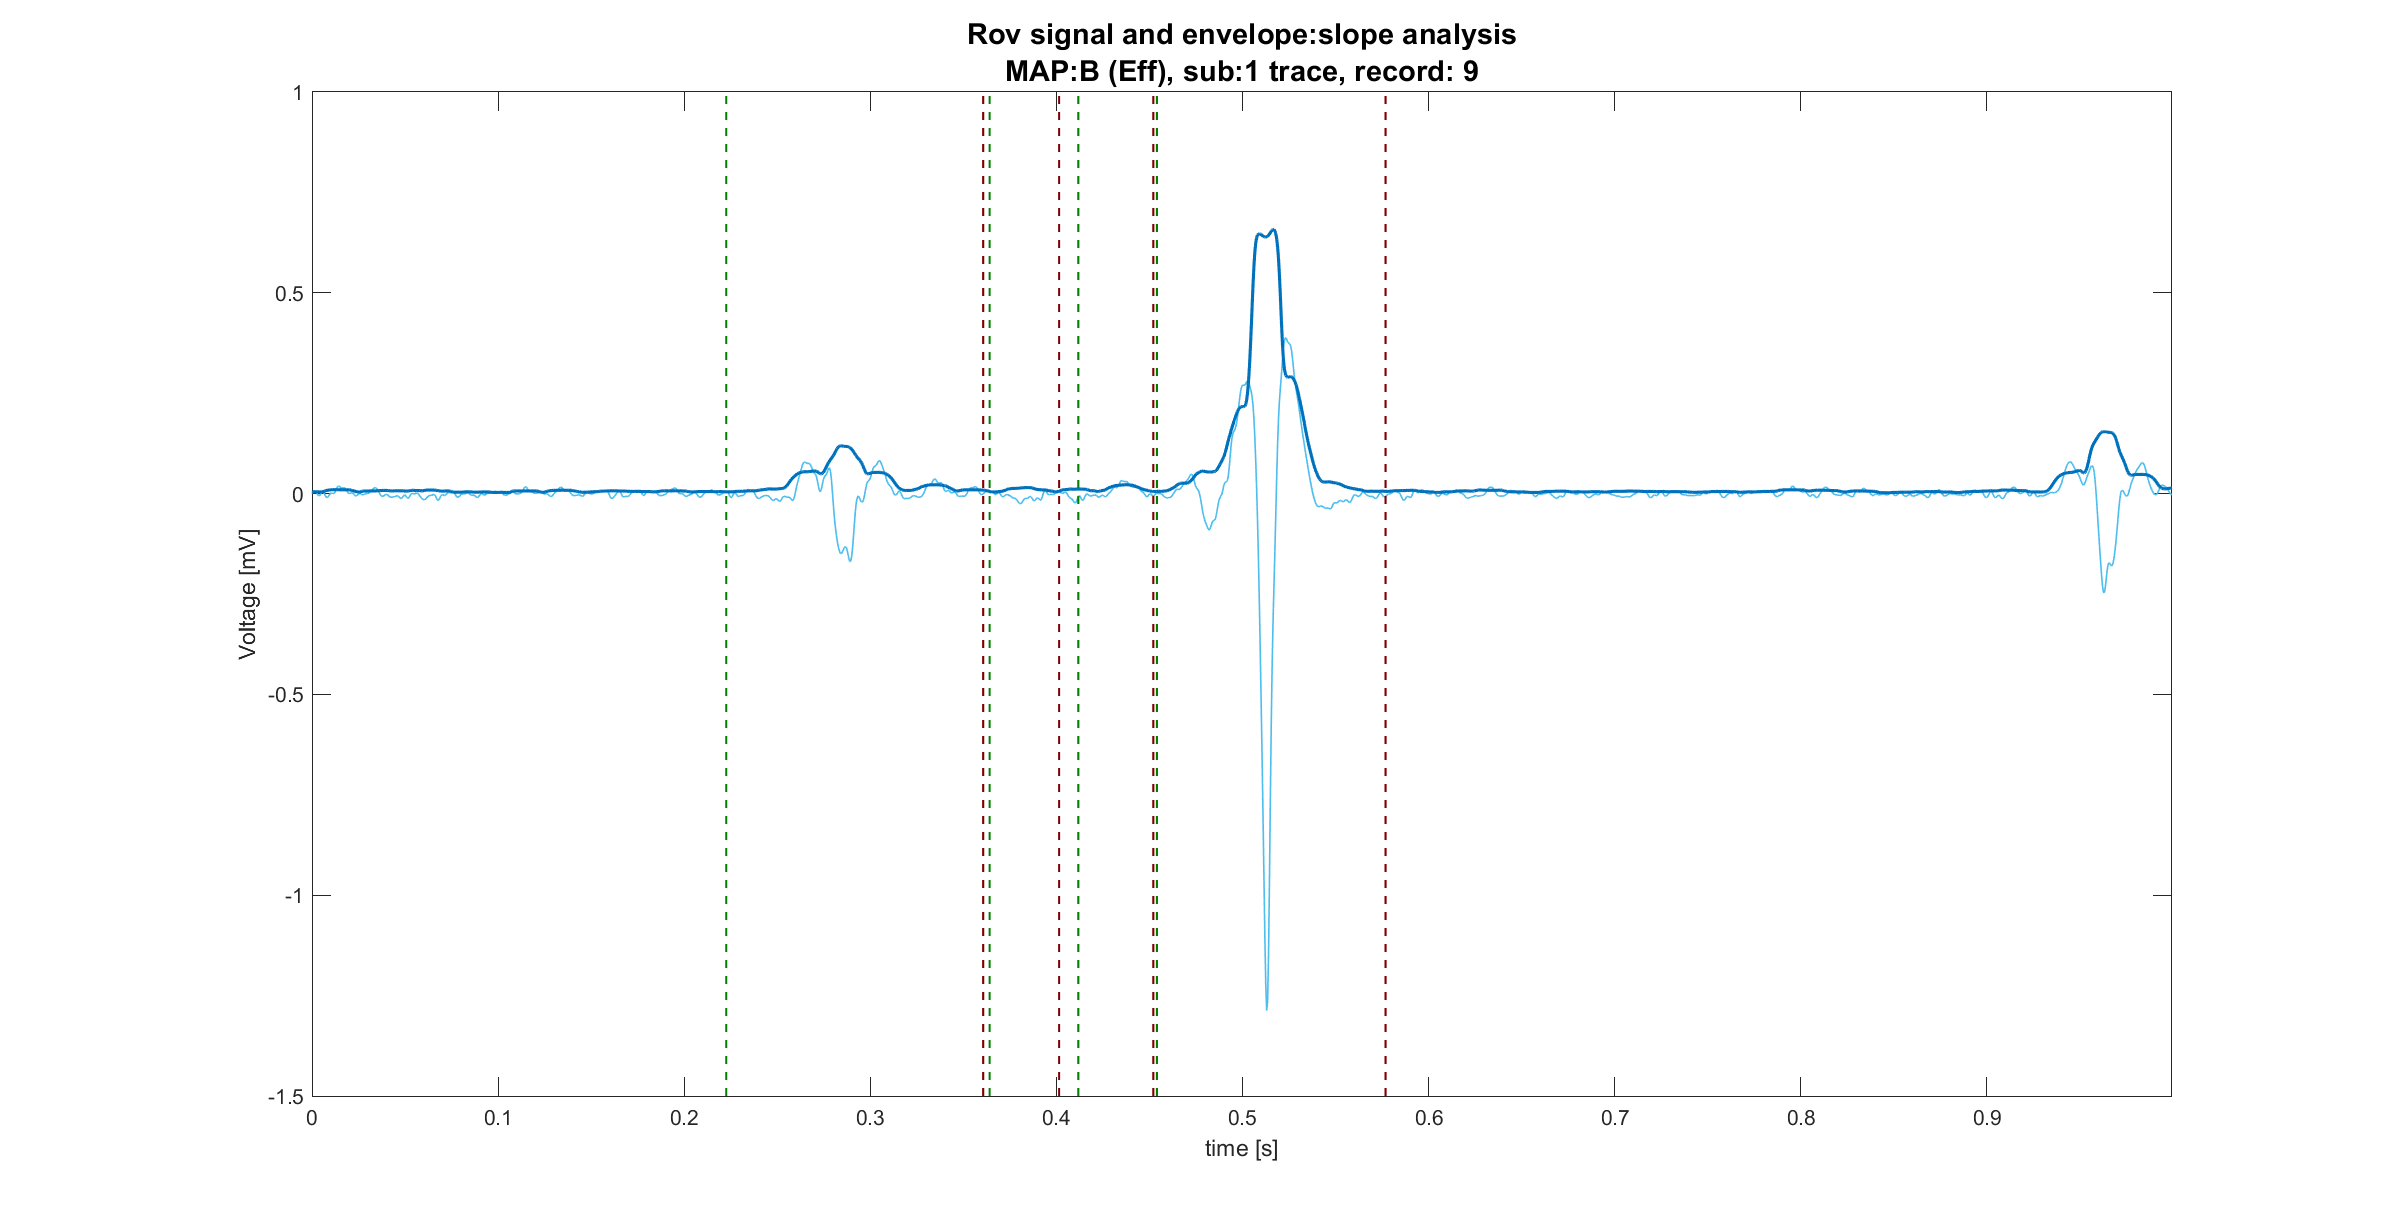 Rov signal and envelope:slope analysis
MAP:B (Eff), sub:1 trace, record: 9
1
0.5
0
-0.5
-1
-1.5
Voltage [mV]
0 0.1 0.2 0.3 0.4 0.5 0.6 0.7 0.8 0.9
time [s]